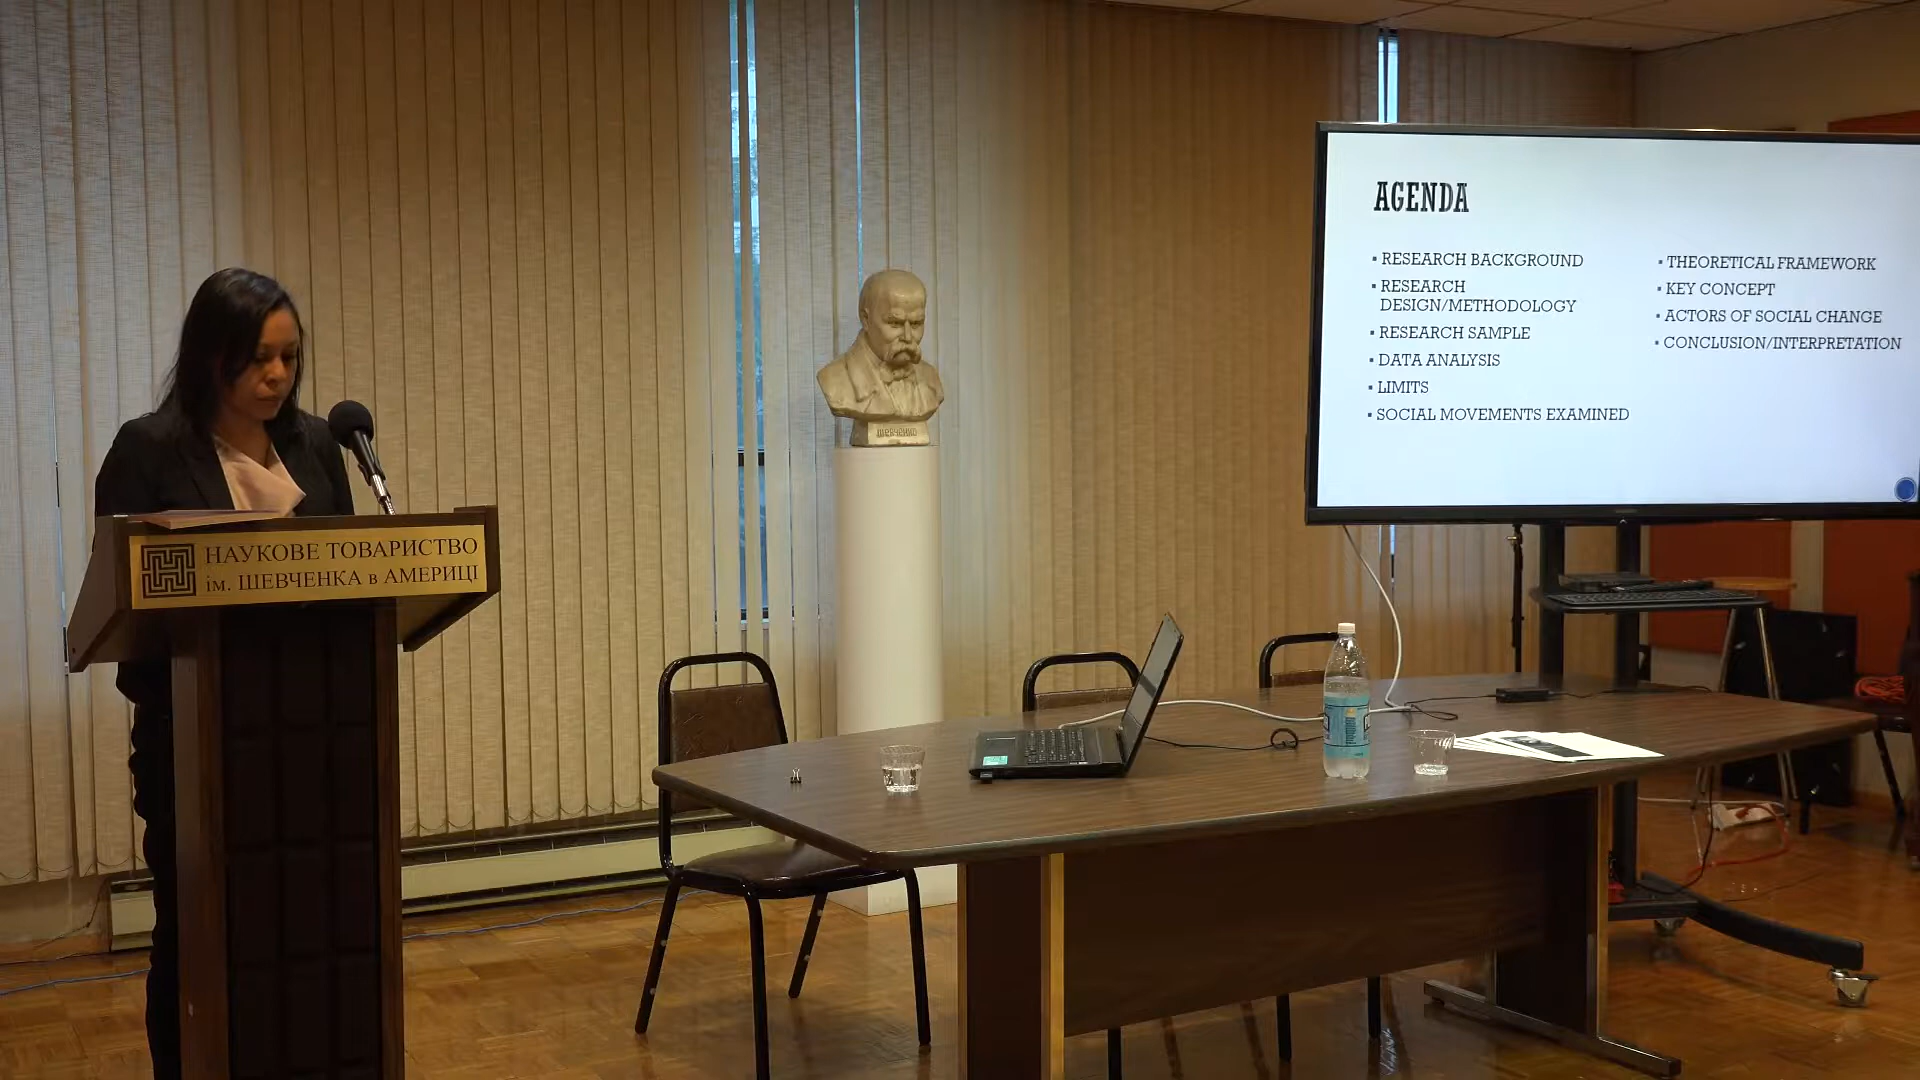 НАУКОВЕ ТОВАРИСТВО
ім. ШЕВЧЕНКА в АМЕРИЦІ
ШЕВЧЕНКО
AGENDA
▪ RESEARCH BACKGROUND
▪ RESEARCH
DESIGN/METHODOLOGY
▪ RESEARCH SAMPLE
▪ DATA ANALYSIS
▪ LIMITS
▪ SOCIAL MOVEMENTS EXAMINED
▪ THEORETICAL FRAMEWORK
▪ KEY CONCEPT
▪ ACTORS OF SOCIAL CHANGE
▪ CONCLUSION/INTERPRETATION